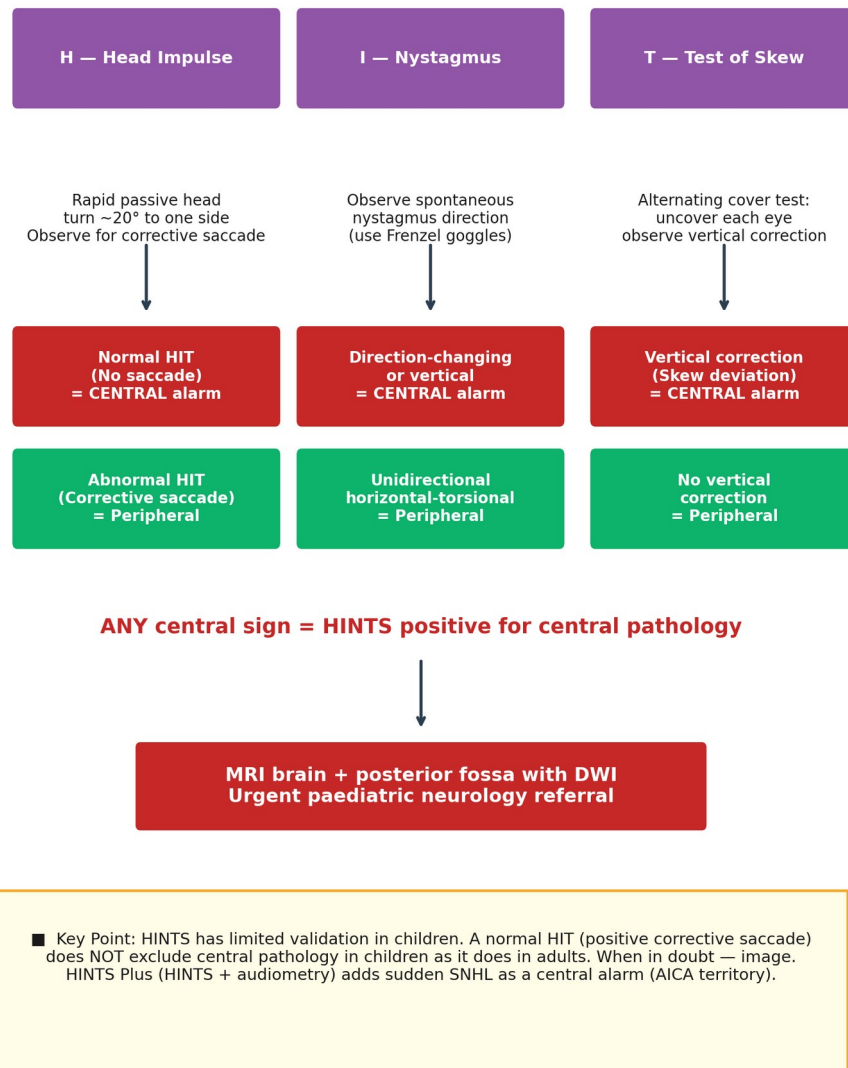 H — Head Impulse
I — Nystagmus
T — Test of Skew
Rapid passive head
turn ~20° to one side
Observe for corrective saccade
Observe spontaneous
nystagmus direction
(use Frenzel goggles)
Alternating cover test:
uncover each eye
observe vertical correction
Normal HIT
(No saccade)
= CENTRAL alarm
Direction-changing
or vertical
= CENTRAL alarm
Vertical correction
(Skew deviation)
= CENTRAL alarm
Abnormal HIT
(Corrective saccade)
= Peripheral
Unidirectional
horizontal-torsional
= Peripheral
No vertical
correction
= Peripheral
ANY central sign = HINTS positive for central pathology
MRI brain + posterior fossa with DWI
Urgent paediatric neurology referral
■ Key Point: HINTS has limited validation in children. A normal HIT (positive corrective saccade)
does NOT exclude central pathology in children as it does in adults. When in doubt — image.
HINTS Plus (HINTS + audiometry) adds sudden SNHL as a central alarm (AICA territory).